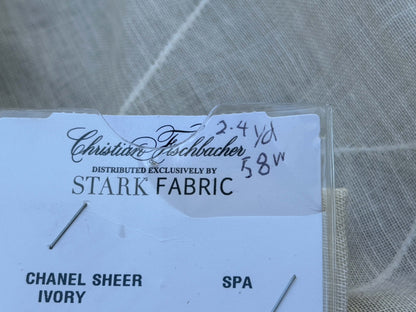 Christian Fischbacher
2.4 yd
58w
DISTRIBUTED EXCLUSIVELY BY
STARK FABRIC
CHANEL SHEER SPA
IVORY